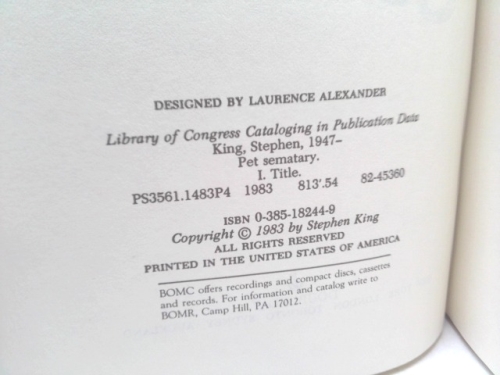 DESIGNED BY LAURENCE ALEXANDER
Library of Congress Cataloging in Publication Data
King, Stephen, 1947–
Pet sematary.
I. Title.
PS3561.1483P4 1983 813'.54 82-45360
ISBN 0-385-18244-9
Copyright © 1983 by Stephen King
ALL RIGHTS RESERVED
PRINTED IN THE UNITED STATES OF AMERICA
BOMC offers recordings and compact discs, cassettes
and records. For information and catalog write to
BOMR, Camp Hill, PA 17012.